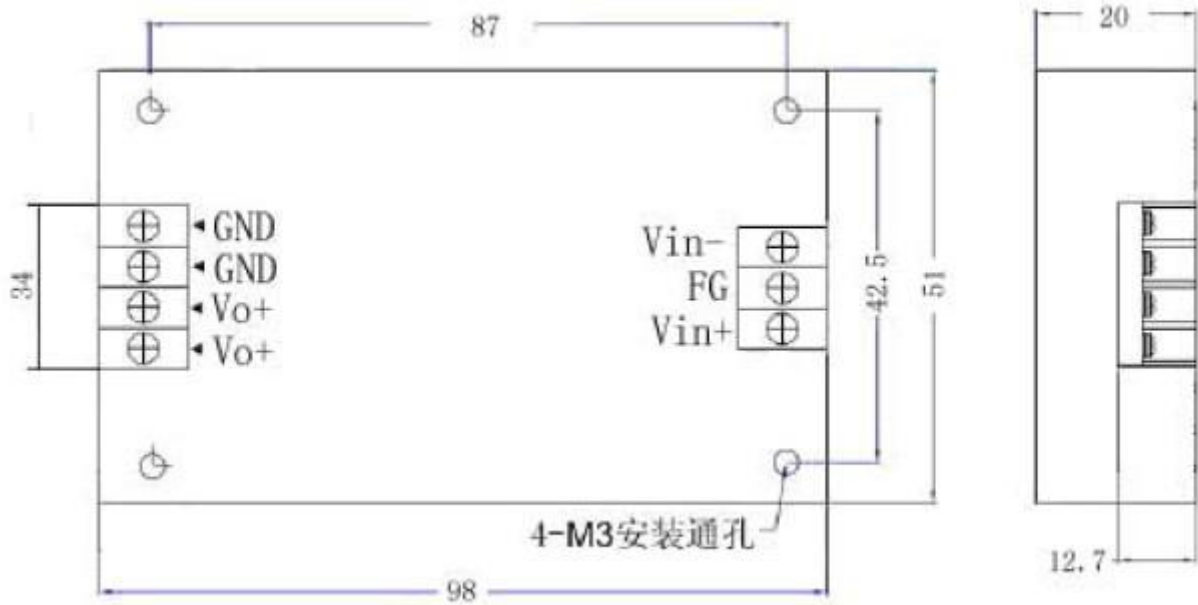 87
20
GND
GND
Vo+
Vo+
34
Vin-
FG
Vin+
42.5
51
4-M3安装通孔
12.7
98